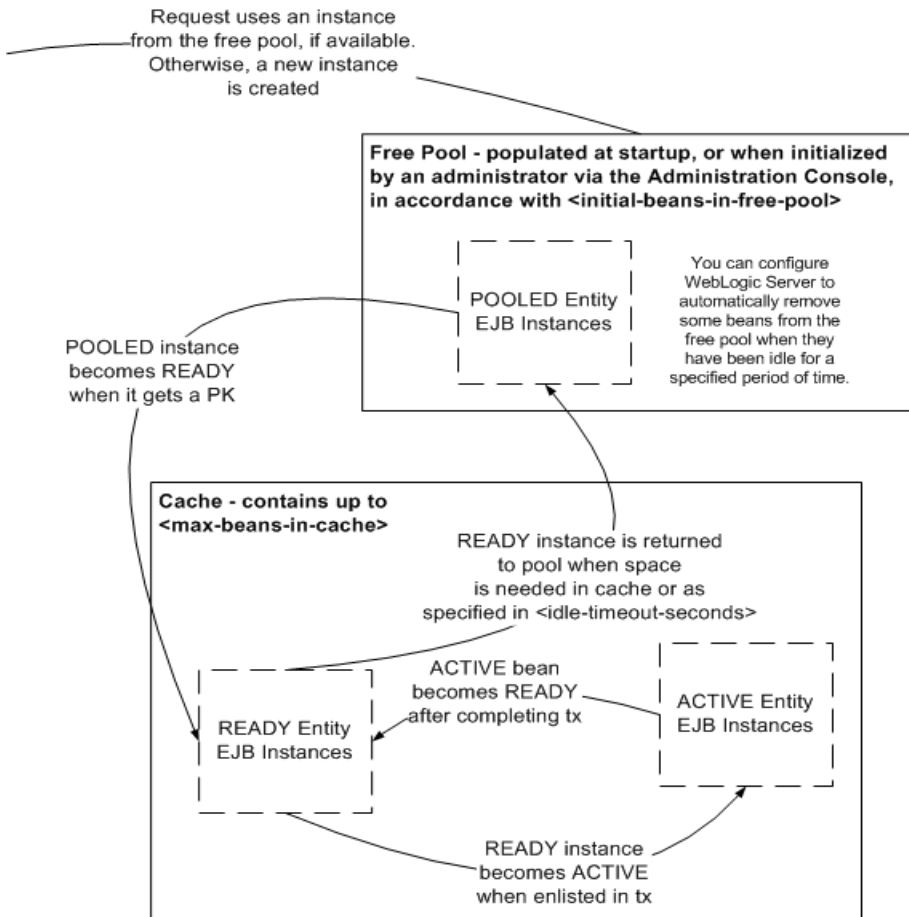 Request uses an instance
from the free pool, if available.
Otherwise, a new instance
is created
Free Pool - populated at startup, or when initialized
by an administrator via the Administration Console,
in accordance with <initial-beans-in-free-pool>
POOLED Entity
EJB Instances
You can configure
WebLogic Server to
automatically remove
some beans from the
free pool when they
have been idle for a
specified period of time.
POOLED instance
becomes READY
when it gets a PK
Cache - contains up to
<max-beans-in-cache>
READY instance is returned
to pool when space
is needed in cache or as
specified in <idle-timeout-seconds>
ACTIVE bean
becomes READY
after completing tx
READY Entity
EJB Instances
ACTIVE Entity
EJB Instances
READY instance
becomes ACTIVE
when enlisted in tx